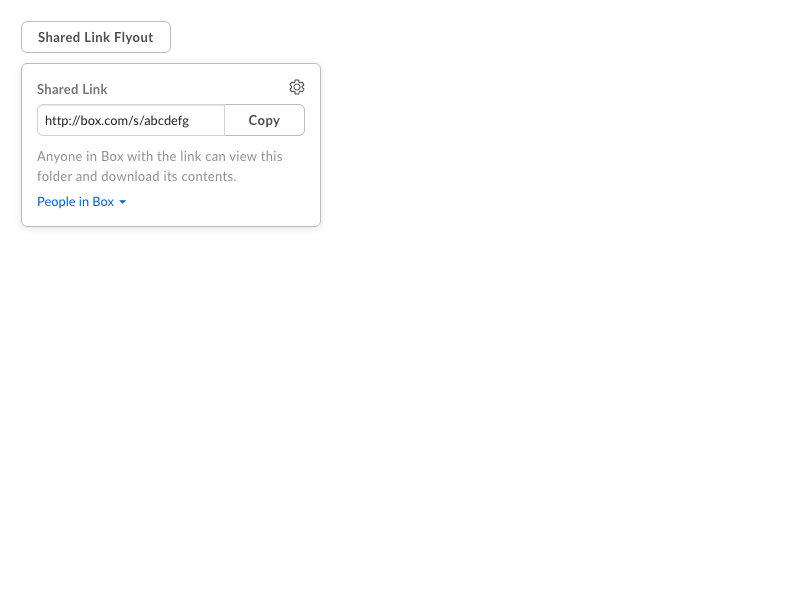 Shared Link Flyout
Shared Link
http://box.com/s/abcdefg
Copy
Anyone in Box with the link can view this
folder and download its contents.
People in Box